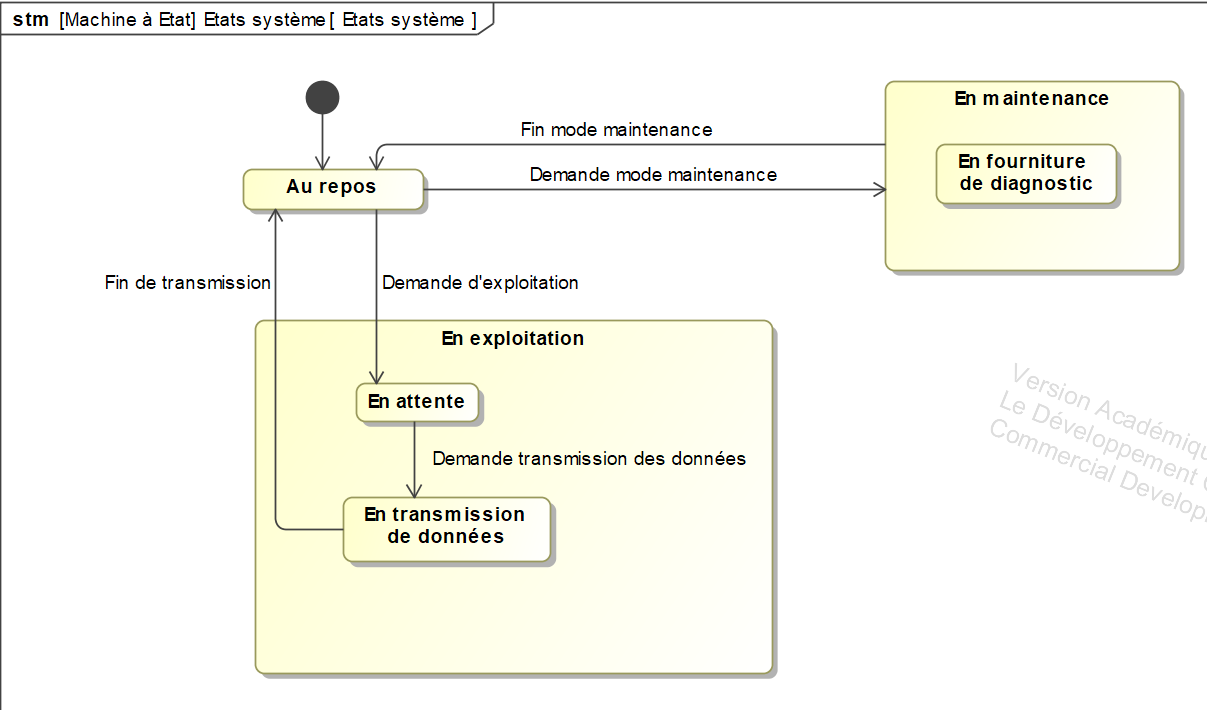 stm [Machine à Etat] Etats système [ Etats système ]
En maintenance
Fin mode maintenance
En fourniture
de diagnostic
Demande mode maintenance
Au repos
Fin de transmission
Demande d'exploitation
En exploitation
En attente
Demande transmission des données
En transmission
de données
Version Académiqu
Le Développement
Commercial Develop